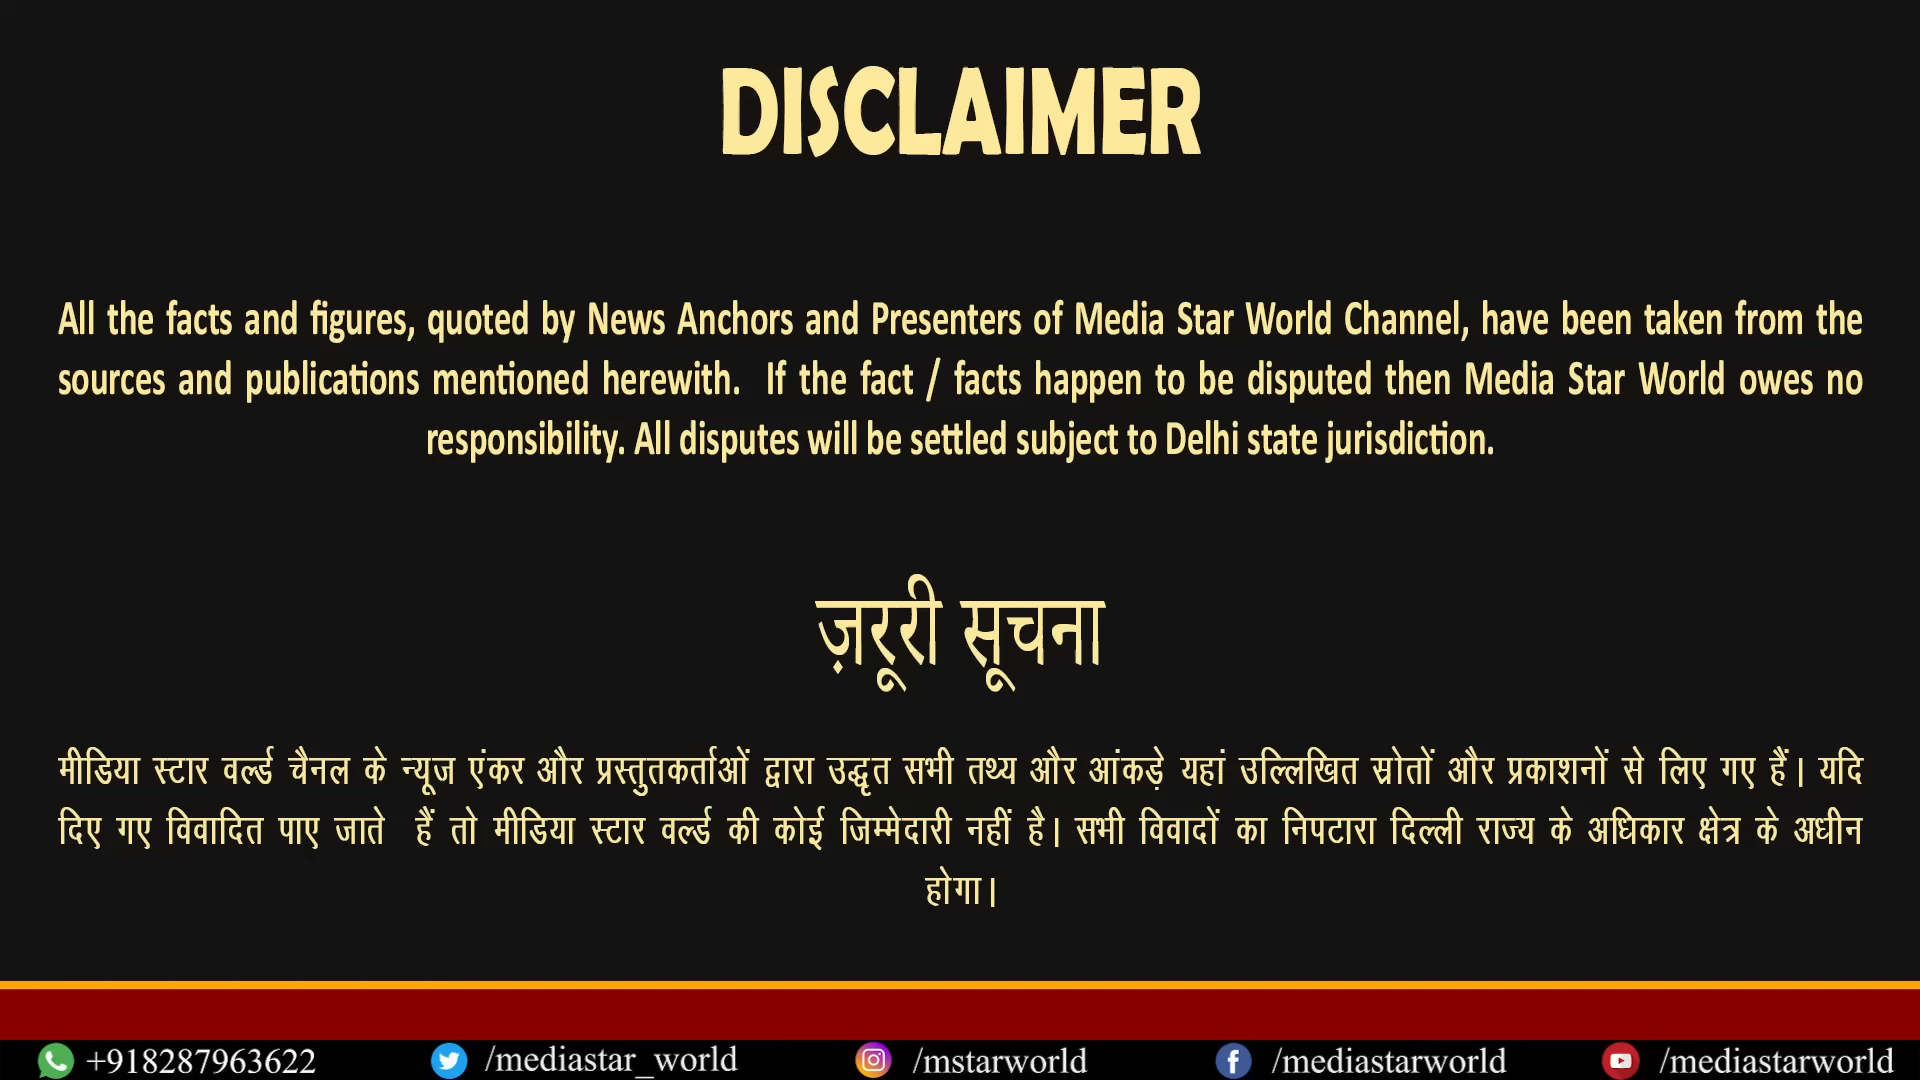 DISCLAIMER
All the facts and figures, quoted by News Anchors and Presenters of Media Star World Channel, have been taken from the
sources and publications mentioned herewith. If the fact / facts happen to be disputed then Media Star World owes no
responsibility. All disputes will be settled subject to Delhi state jurisdiction.
ज़रूरी सूचना
मीडिया स्टार वर्ल्ड चैनल के न्यूज एंकर और प्रस्तुतकर्ताओं द्वारा उद्धृत सभी तथ्य और आंकड़े यहां उल्लिखित स्रोतों और प्रकाशनों से लिए गए हैं। यदि
दिए गए विवादित पाए जाते हैं तो मीडिया स्टार वर्ल्ड की कोई जिम्मेदारी नहीं है। सभी विवादों का निपटारा दिल्ली राज्य के अधिकार क्षेत्र के अधीन
होगा।
+918287963622 /mediastar_world /mstarworld /mediastarworld /mediastarworld